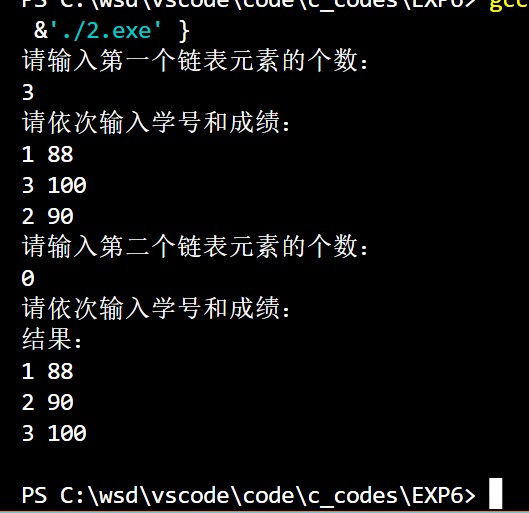 PS C:\wsd\vscode\code\c_codes\EXP6> gcc
&'./2.exe' }
请输入第一个链表元素的个数：
3
请依次输入学号和成绩：
1 88
3 100
2 90
请输入第二个链表元素的个数：
0
请依次输入学号和成绩：
结果：
1 88
2 90
3 100
PS C:\wsd\vscode\code\c_codes\EXP6>